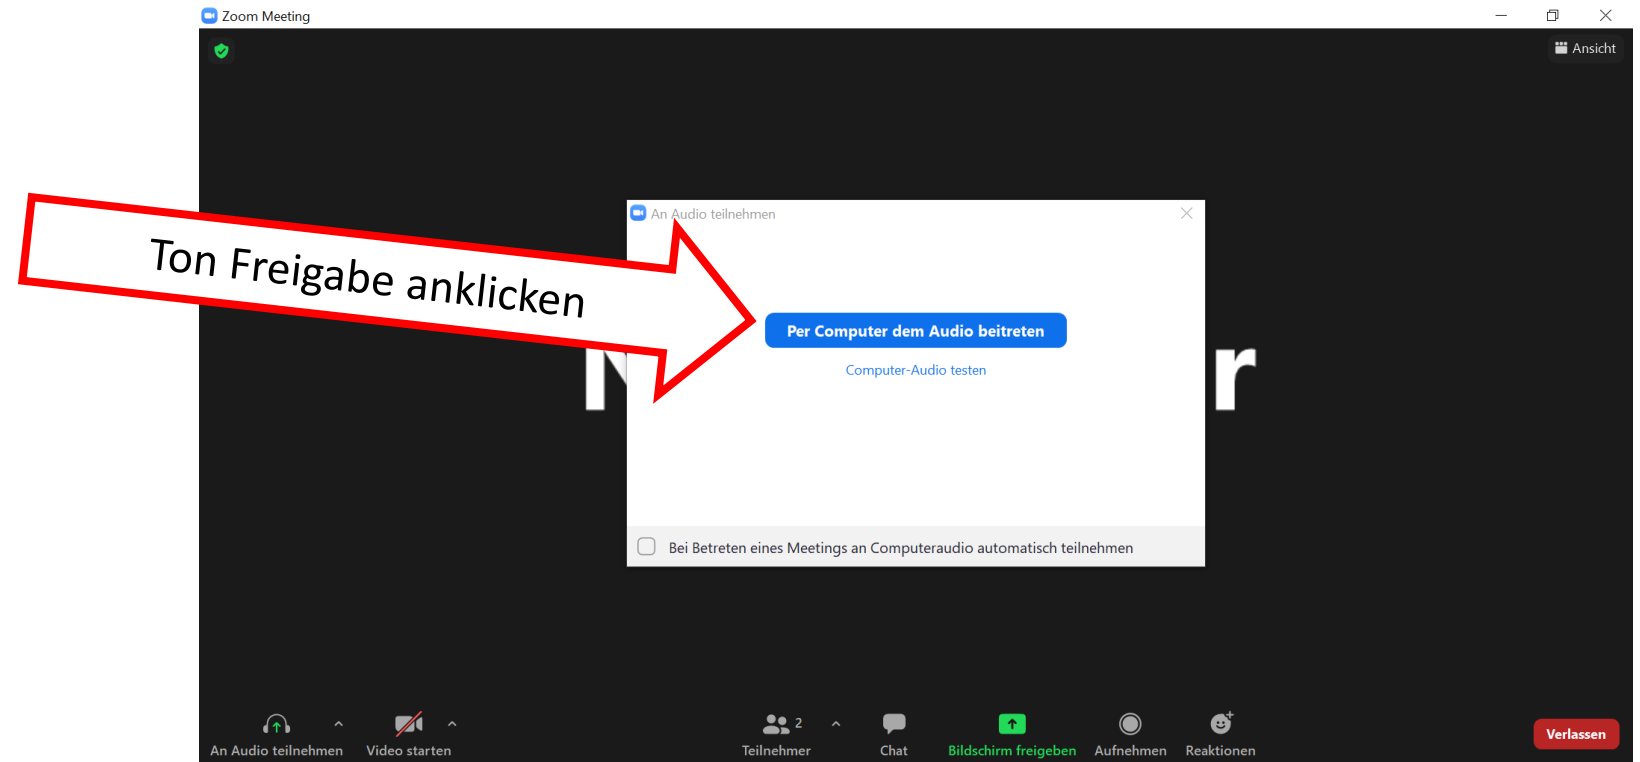 Zoom Meeting
Ansicht
An Audio teilnehmen
Ton Freigabe anklicken
Per Computer dem Audio beitreten
Computer-Audio testen
Bei Betreten eines Meetings an Computeraudio automatisch teilnehmen
2
An Audio teilnehmen Video starten Teilnehmer Chat Bildschirm freigeben Aufnehmen Reaktionen Verlassen